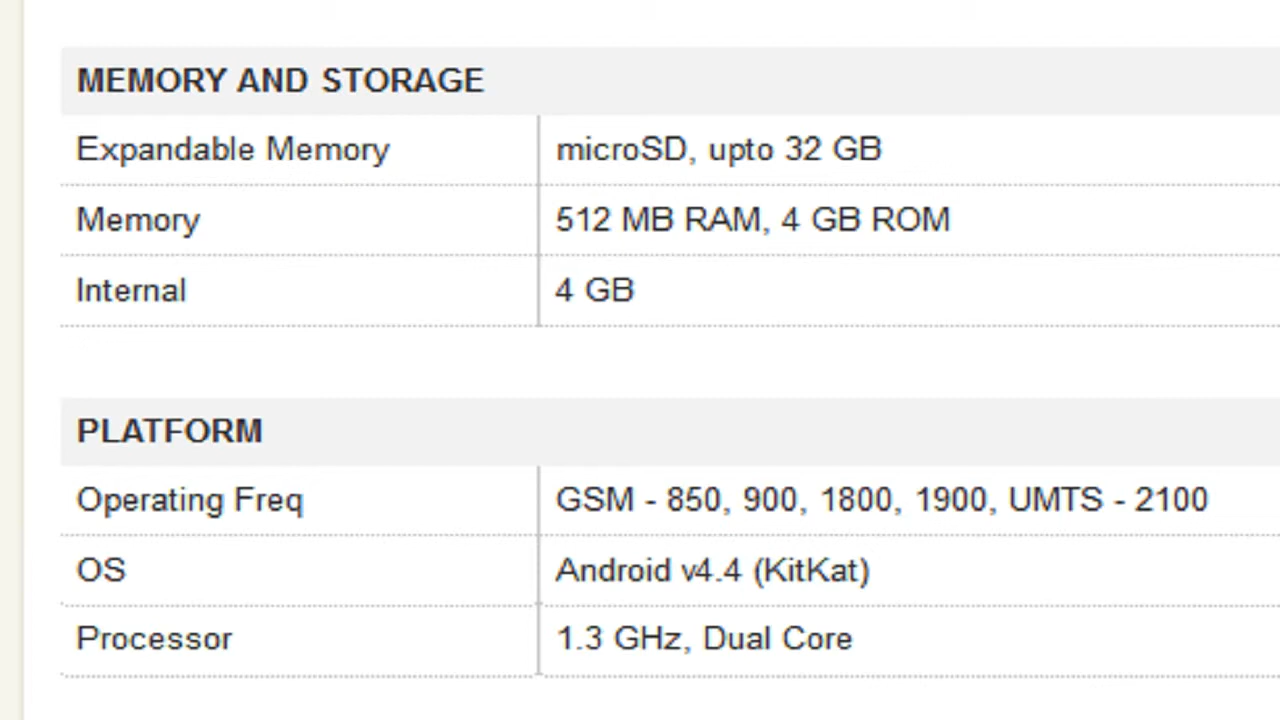 MEMORY AND STORAGE
Expandable Memory microSD, upto 32 GB
Memory 512 MB RAM, 4 GB ROM
Internal 4 GB
PLATFORM
Operating Freq GSM - 850, 900, 1800, 1900, UMTS - 2100
OS Android v4.4 (KitKat)
Processor 1.3 GHz, Dual Core